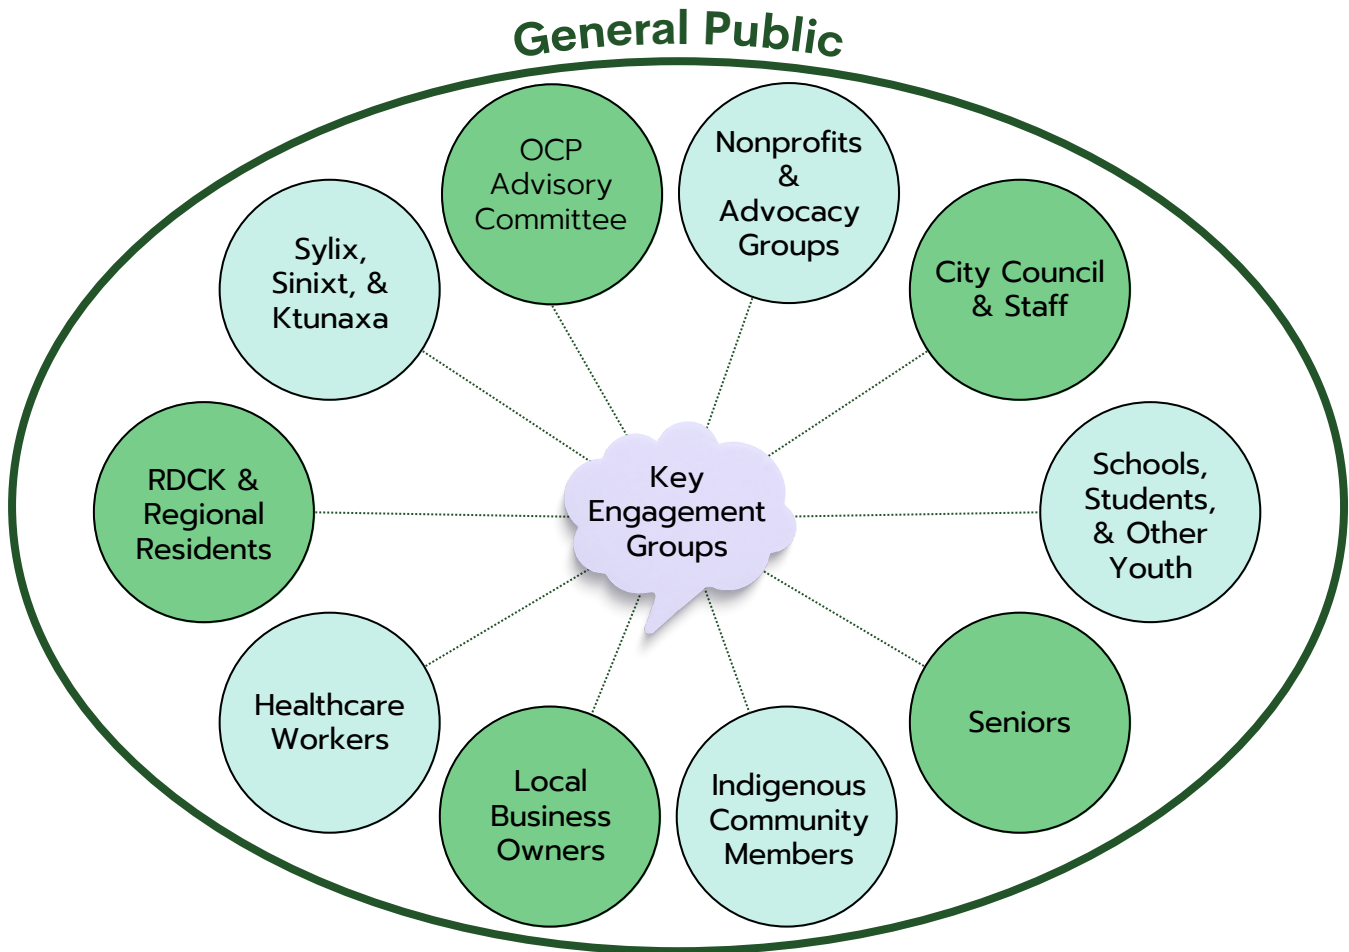 General Public
OCP
Advisory
Committee
Nonprofits
&
Advocacy
Groups
Sylix,
Sinixt, &
Ktunaxa
City Council
& Staff
RDCK &
Regional
Residents
Key
Engagement
Groups
Schools,
Students,
& Other
Youth
Healthcare
Workers
Seniors
Local
Business
Owners
Indigenous
Community
Members